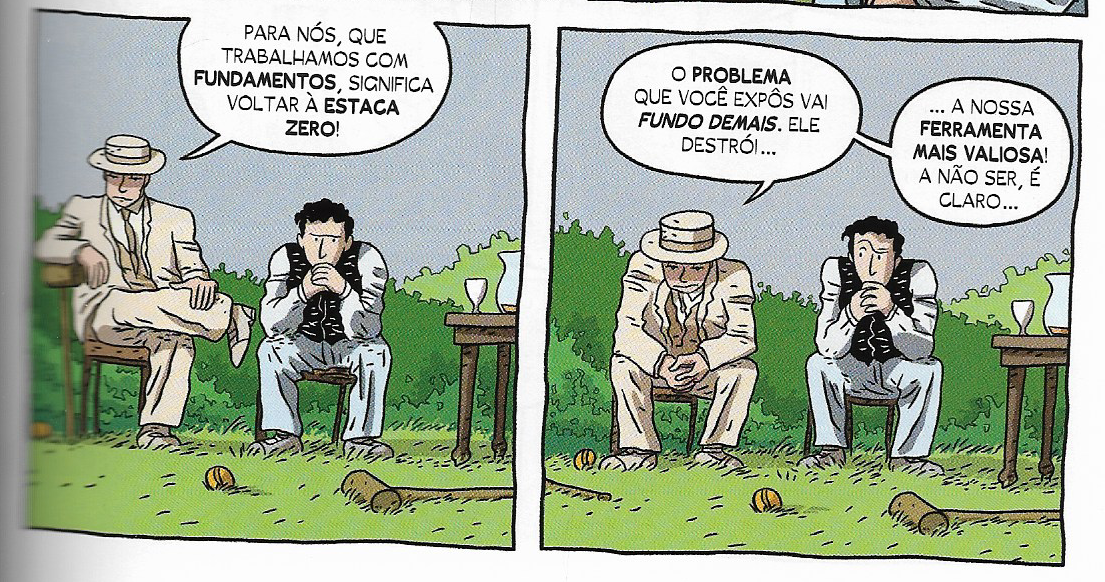 PARA NÓS, QUE
TRABALHAMOS COM
FUNDAMENTOS, SIGNIFICA
VOLTAR À ESTACA
ZERO!
O PROBLEMA
QUE VOCÊ EXPÔS VAI
FUNDO DEMAIS. ELE
DESTRÓI...
... A NOSSA
FERRAMENTA
MAIS VALIOSA!
A NÃO SER, É
CLARO...